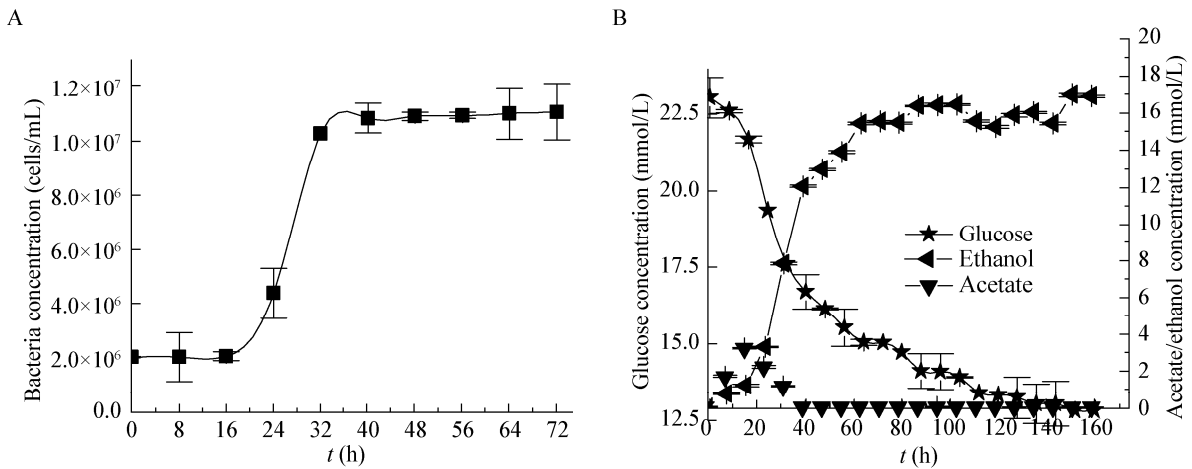 A
Bacteria concentration (cells/mL)
1.2×10⁷
1.0×10⁷
8.0×10⁶
6.0×10⁶
4.0×10⁶
2.0×10⁶
0.0
0 8 16 24 32 40 48 56 64 72
t (h)
B
Glucose concentration (mmol/L)
22.5
20.0
17.5
15.0
12.5
0 20 40 60 80 100 120 140 160
t (h)
Glucose
Ethanol
Acetate
20
18
16
14
12
10
8
6
4
2
0
Acetate/ethanol concentration (mmol/L)